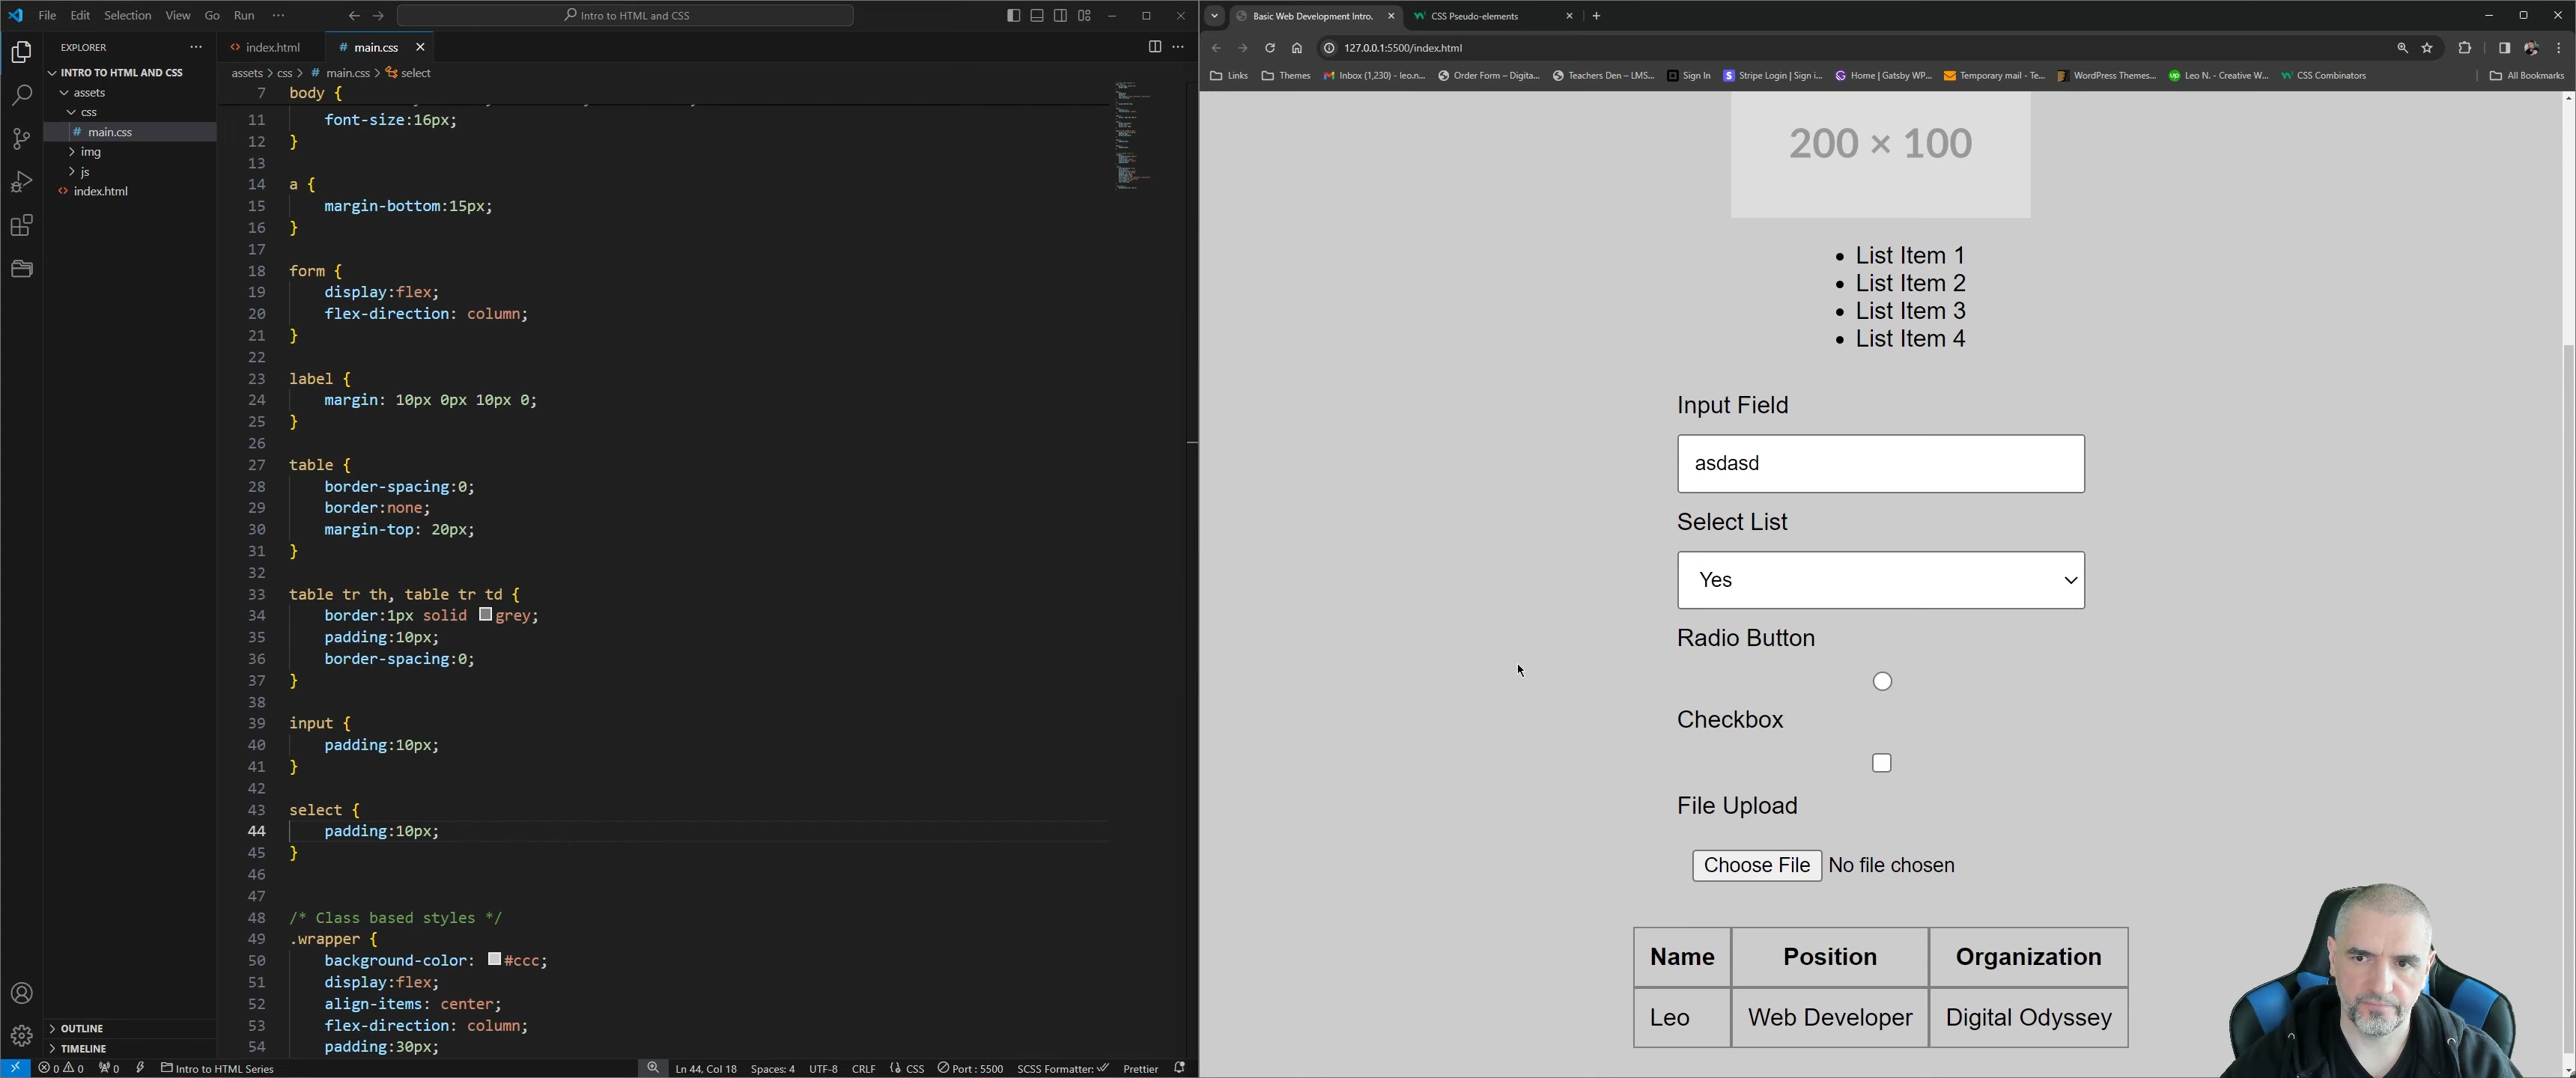 File Edit Selection View Go Run ···
Intro to HTML and CSS
EXPLORER
INTRO TO HTML AND CSS
assets
css
# main.css
img
js
index.html
OUTLINE
TIMELINE
index.html
# main.css
assets > css > # main.css > select
7 body {
11 font-size:16px;
12 }
13
14 a {
15 margin-bottom:15px;
16 }
17
18 form {
19 display:flex;
20 flex-direction: column;
21 }
22
23 label {
24 margin: 10px 0px 10px 0;
25 }
26
27 table {
28 border-spacing:0;
29 border:none;
30 margin-top: 20px;
31 }
32
33 table tr th, table tr td {
34 border:1px solid grey;
35 padding:10px;
36 border-spacing:0;
37 }
38
39 input {
40 padding:10px;
41 }
42
43 select {
44 padding:10px;
45 }
46
47
48 /* Class based styles */
49 .wrapper {
50 background-color: #ccc;
51 display:flex;
52 align-items: center;
53 flex-direction: column;
54 padding:30px;
0 0 0 Intro to HTML Series Ln 44, Col 18 Spaces: 4 UTF-8 CRLF CSS Port : 5500 SCSS Formatter: Prettier
Basic Web Development Intro. CSS Pseudo-elements
127.0.0.1:5500/index.html
Links Themes Inbox (1,230) - leo.n... Order Form – Digita... Teachers Den – LMS... Sign In Stripe Login | Sign i... Home | Gatsby WP... Temporary mail - Te... WordPress Themes... Leo N. - Creative W... CSS Combinators All Bookmarks
200 × 100
• List Item 1
• List Item 2
• List Item 3
• List Item 4
Input Field
asdasd
Select List
Yes
Radio Button
Checkbox
File Upload
Choose File No file chosen
Name Position Organization
Leo Web Developer Digital Odyssey